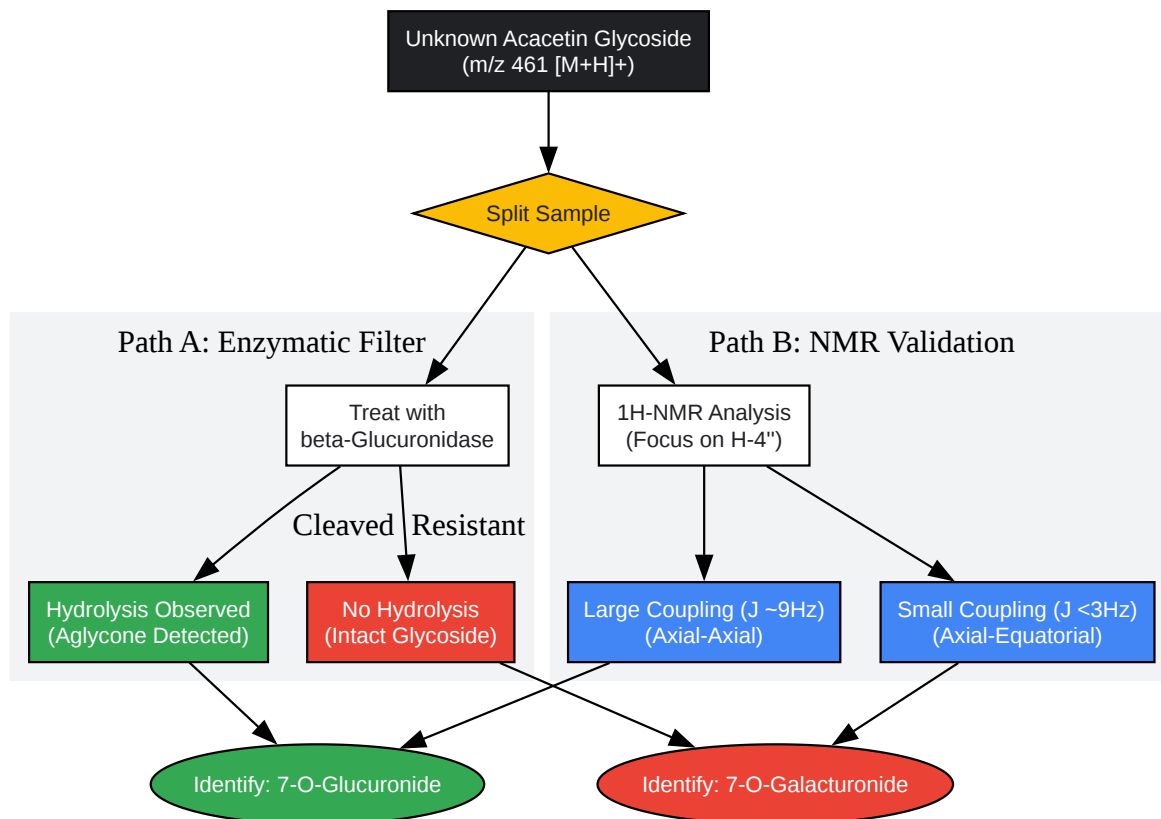 Unknown Acacetin Glycoside
(m/z 461 [M+H]+)
Split Sample
Path A: Enzymatic Filter
Path B: NMR Validation
Treat with
beta-Glucuronidase
1H-NMR Analysis
(Focus on H-4")
Cleaved
Resistant
Hydrolysis Observed
(Aglycone Detected)
No Hydrolysis
(Intact Glycoside)
Large Coupling (J ~9Hz)
(Axial-Axial)
Small Coupling (J <3Hz)
(Axial-Equatorial)
Identify: 7-O-Glucuronide
Identify: 7-O-Galacturonide